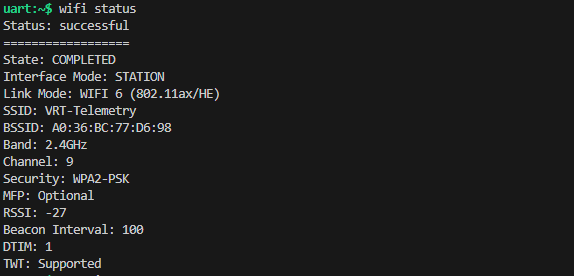 uart:~$ wifi status
Status: successful
==================
State: COMPLETED
Interface Mode: STATION
Link Mode: WIFI 6 (802.11ax/HE)
SSID: VRT-Telemetry
BSSID: A0:36:BC:77:D6:98
Band: 2.4GHz
Channel: 9
Security: WPA2-PSK
MFP: Optional
RSSI: -27
Beacon Interval: 100
DTIM: 1
TWT: Supported